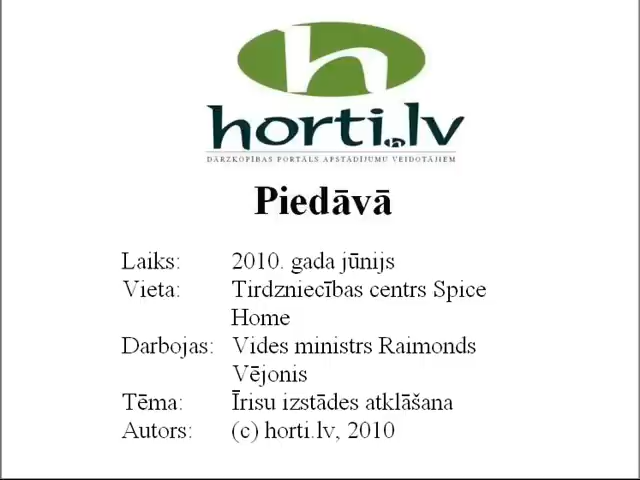 h
horti.lv
DĀRZKOPĪBAS PORTĀLS APSTĀDĪJUMU VEIDOTĀJIEM
Piedāvā
Laiks: 2010. gada jūnijs
Vieta: Tirdzniecības centrs Spice
Home
Darbojas: Vides ministrs Raimonds
Vējonis
Tēma: Īrisu izstādes atklāšana
Autors: (c) horti.lv, 2010